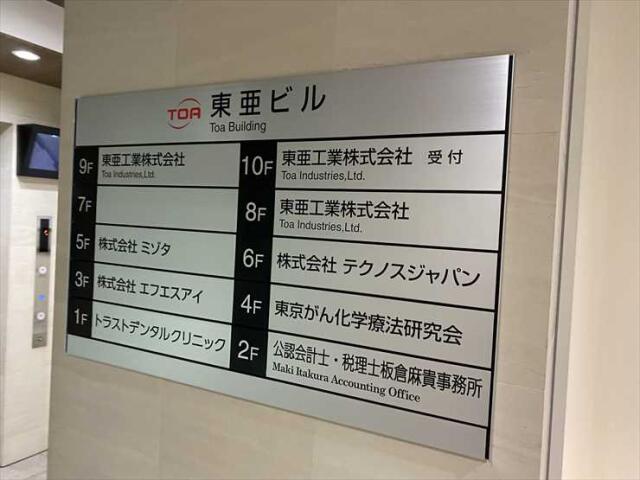 TOA 東亜ビル
Toa Building
9F 東亜工業株式会社
Toa Industries,Ltd.
10F 東亜工業株式会社 受付
Toa Industries,Ltd.
7F
8F 東亜工業株式会社
Toa Industries,Ltd.
5F 株式会社 ミゾタ
6F 株式会社 テクノスジャパン
3F 株式会社 エフエスアイ
4F 東京がん化学療法研究会
1F トラストデンタルクリニック
2F 公認会計士・税理士板倉麻貴事務所
Maki Itakura Accounting Office